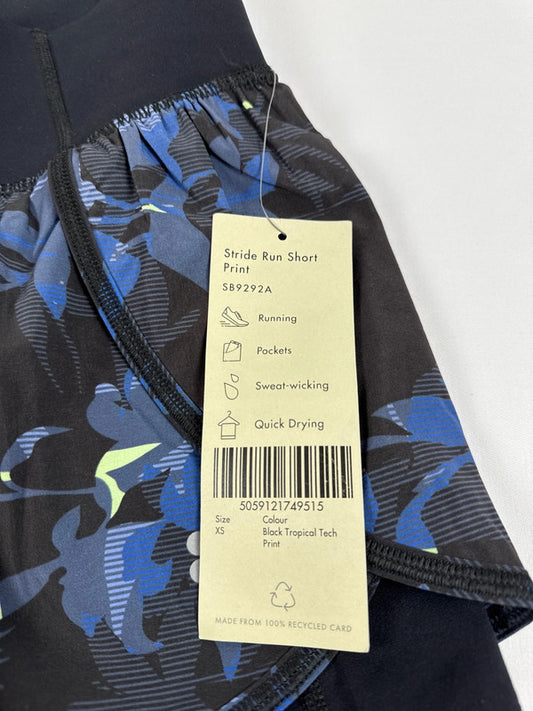 Stride Run Short
Print
SB9292A
Running
Pockets
Sweat-wicking
Quick Drying
5059121749515
Size Colour
XS Black Tropical Tech
Print
MADE FROM 100% RECYCLED CARD